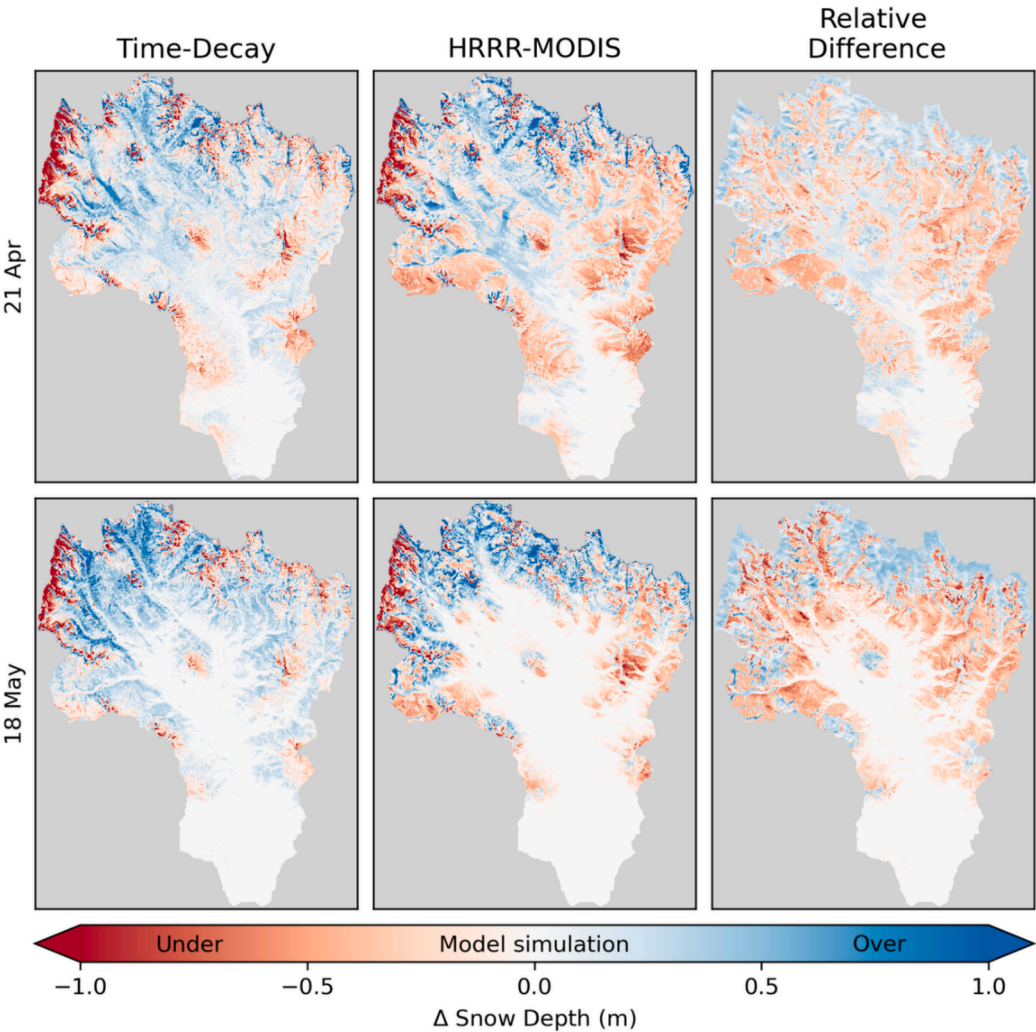 Time-Decay
HRRR-MODIS
Relative
Difference
21 Apr
18 May
Under
Model simulation
Over
−1.0
−0.5
0.0
0.5
1.0
Δ Snow Depth (m)